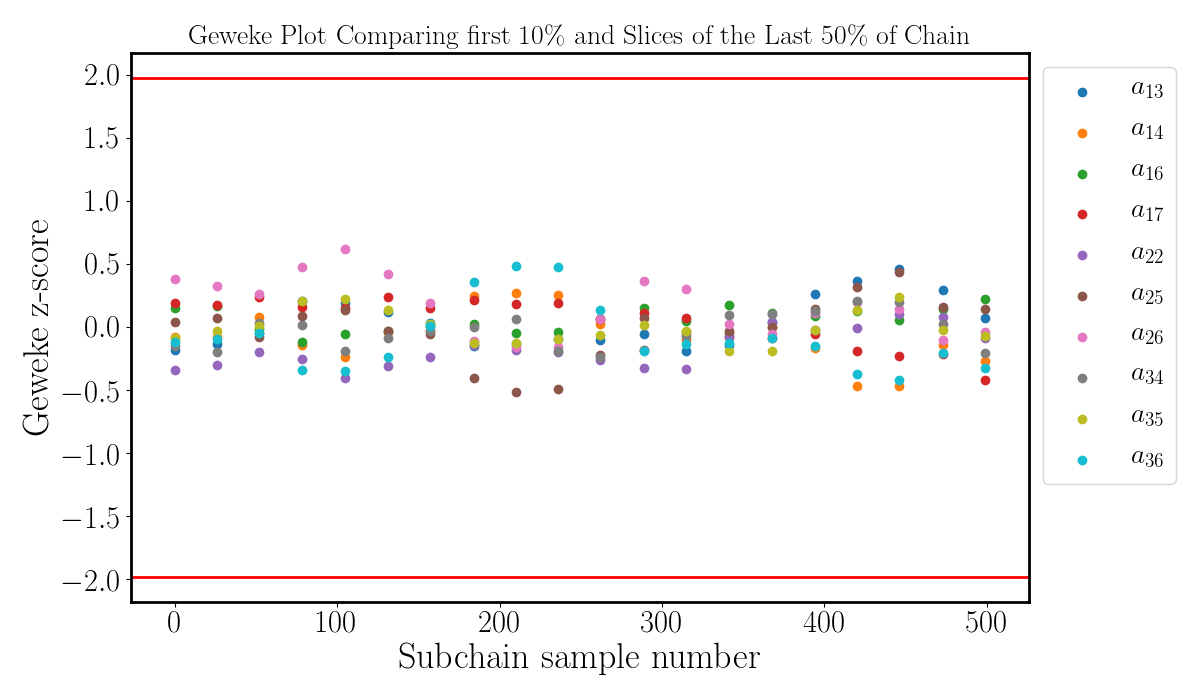 Geweke Plot Comparing first 10% and Slices of the Last 50% of Chain
2.0
1.5
1.0
0.5
0.0
−0.5
−1.0
−1.5
−2.0
Geweke z-score
0
100
200
300
400
500
Subchain sample number
a13
a14
a16
a17
a22
a25
a26
a34
a35
a36